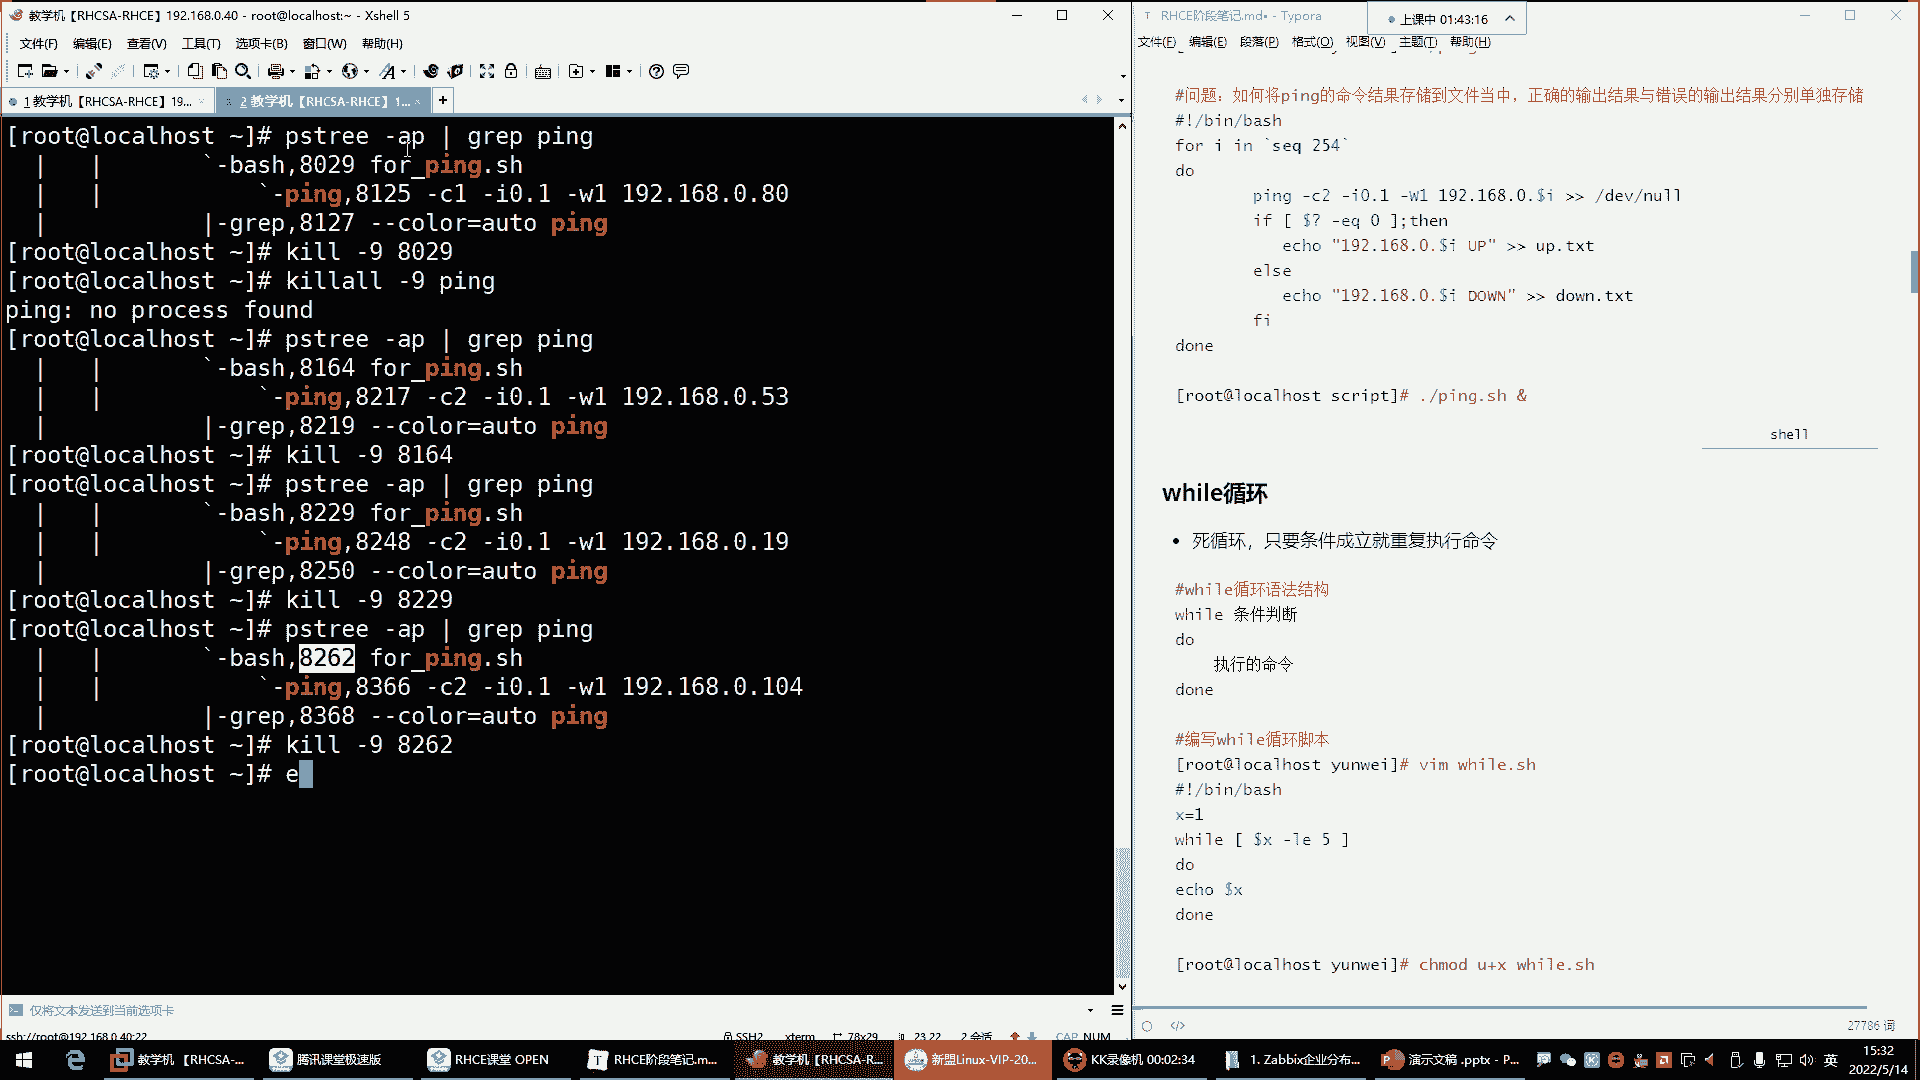 教学机【RHCSA-RHCE】192.168.0.40 - root@localhost:~ - Xshell 5
文件(F) 编辑(E) 查看(V) 工具(T) 选项卡(B) 窗口(W) 帮助(H)
1 教学机【RHCSA-RHCE】19... × 2 教学机【RHCSA-RHCE】1... × +
[root@localhost ~]# pstree -ap | grep ping
| | `-bash,8029 for_ping.sh
| | `-ping,8125 -c1 -i0.1 -w1 192.168.0.80
| |-grep,8127 --color=auto ping
[root@localhost ~]# kill -9 8029
[root@localhost ~]# killall -9 ping
ping: no process found
[root@localhost ~]# pstree -ap | grep ping
| | `-bash,8164 for_ping.sh
| | `-ping,8217 -c2 -i0.1 -w1 192.168.0.53
| |-grep,8219 --color=auto ping
[root@localhost ~]# kill -9 8164
[root@localhost ~]# pstree -ap | grep ping
| | `-bash,8229 for_ping.sh
| | `-ping,8248 -c2 -i0.1 -w1 192.168.0.19
| |-grep,8250 --color=auto ping
[root@localhost ~]# kill -9 8229
[root@localhost ~]# pstree -ap | grep ping
| | `-bash,8262 for_ping.sh
| | `-ping,8366 -c2 -i0.1 -w1 192.168.0.104
| |-grep,8368 --color=auto ping
[root@localhost ~]# kill -9 8262
[root@localhost ~]# e
仅将文本发送到当前选项卡
ssh://root@192.168.0.40:22 SSH2 xterm 78x29 23,22 2 会话 CAP NUM
RHCE阶段笔记.md• - Typora
上课中 01:43:16
文件(F) 编辑(E) 段落(P) 格式(O) 视图(V) 主题(T) 帮助(H)
#问题：如何将ping的命令结果存储到文件当中，正确的输出结果与错误的输出结果分别单独存储
#!/bin/bash
for i in `seq 254`
do
ping -c2 -i0.1 -W1 192.168.0.$i >> /dev/null
if [ $? -eq 0 ];then
echo "192.168.0.$i UP" >> up.txt
else
echo "192.168.0.$i DOWN" >> down.txt
fi
done
[root@localhost script]# ./ping.sh &
shell
while循环
• 死循环，只要条件成立就重复执行命令
#while循环语法结构
while 条件判断
do
执行的命令
done
#编写while循环脚本
[root@localhost yunwei]# vim while.sh
#!/bin/bash
x=1
while [ $x -le 5 ]
do
echo $x
done
[root@localhost yunwei]# chmod u+x while.sh
27786 词
教学机 【RHCSA-... 腾讯课堂极速版 RHCE课堂 OPEN RHCE阶段笔记.m... 教学机【RHCSA-R... 新盟Linux-VIP-20... KK录像机 00:02:34 1. Zabbix企业分布... 演示文稿 .pptx - P... 英
15:32
2022/5/14